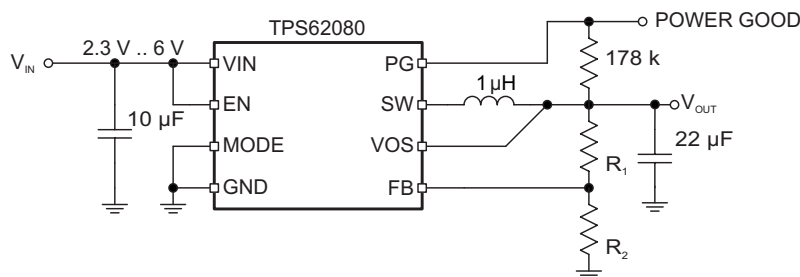 TPS62080
POWER GOOD
V_IN
2.3 V .. 6 V
VIN
PG
178 k
1 µH
EN
SW
V_OUT
10 µF
MODE
VOS
R_1
22 µF
GND
FB
R_2